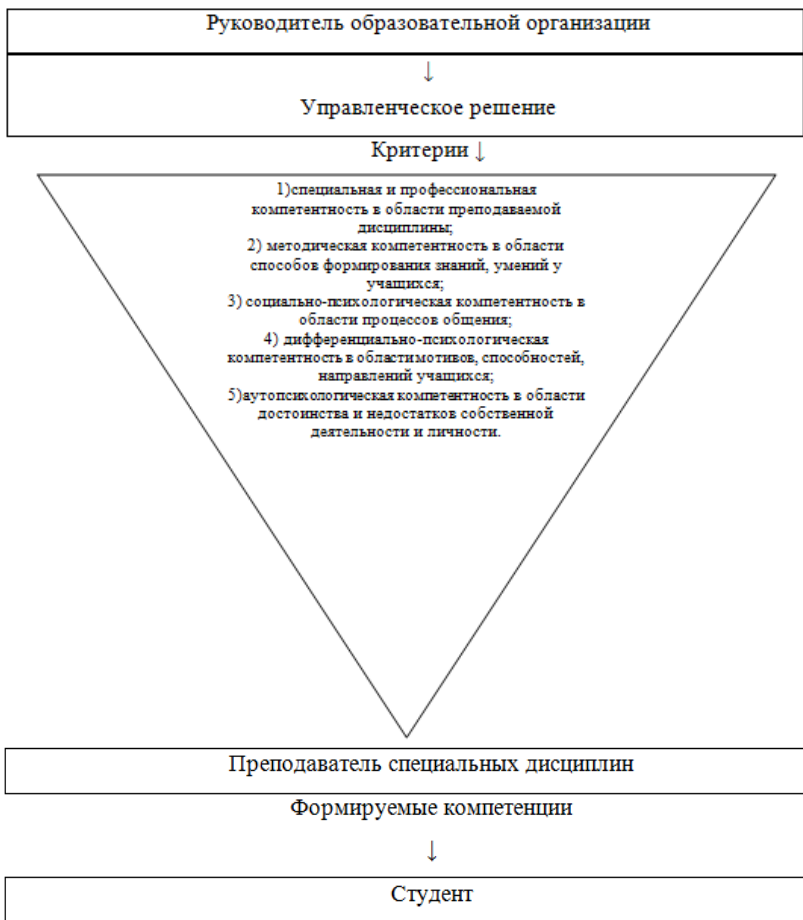 Руководитель образовательной организации
↓
Управленческое решение
Критерии ↓
1)специальная и профессиональная
компетентность в области преподаваемой
дисциплины;
2) методическая компетентность в области
способов формирования знаний, умений у
учащихся;
3) социально-психологическая компетентность в
области процессов общения;
4) дифференциально-психологическая
компетентность в области мотивов, способностей,
направлений учащихся;
5)аутопсихологическая компетентность в области
достоинства и недостатков собственной
деятельности и личности.
Преподаватель специальных дисциплин
Формируемые компетенции
↓
Студент